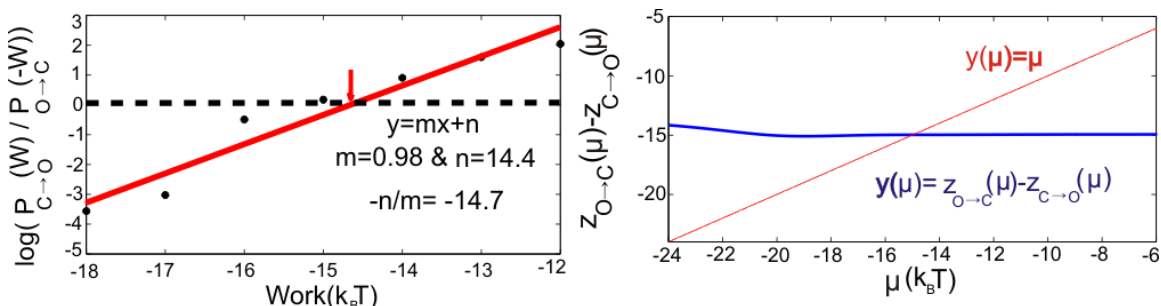 log( P_{C→O}(W) / P_{O→C}(-W))
3
2
1
0
-1
-2
-3
-4
-5
y=mx+n
m=0.98 & n=14.4
-n/m= -14.7
-18 -17 -16 -15 -14 -13 -12
Work(k_BT)
z_{O→C}(μ)-z_{C→O}(μ)
-5
-10
-15
-20
y(μ)=μ
y(μ)= z_{O→C}(μ)-z_{C→O}(μ)
-24 -22 -20 -18 -16 -14 -12 -10 -8 -6
μ (k_BT)